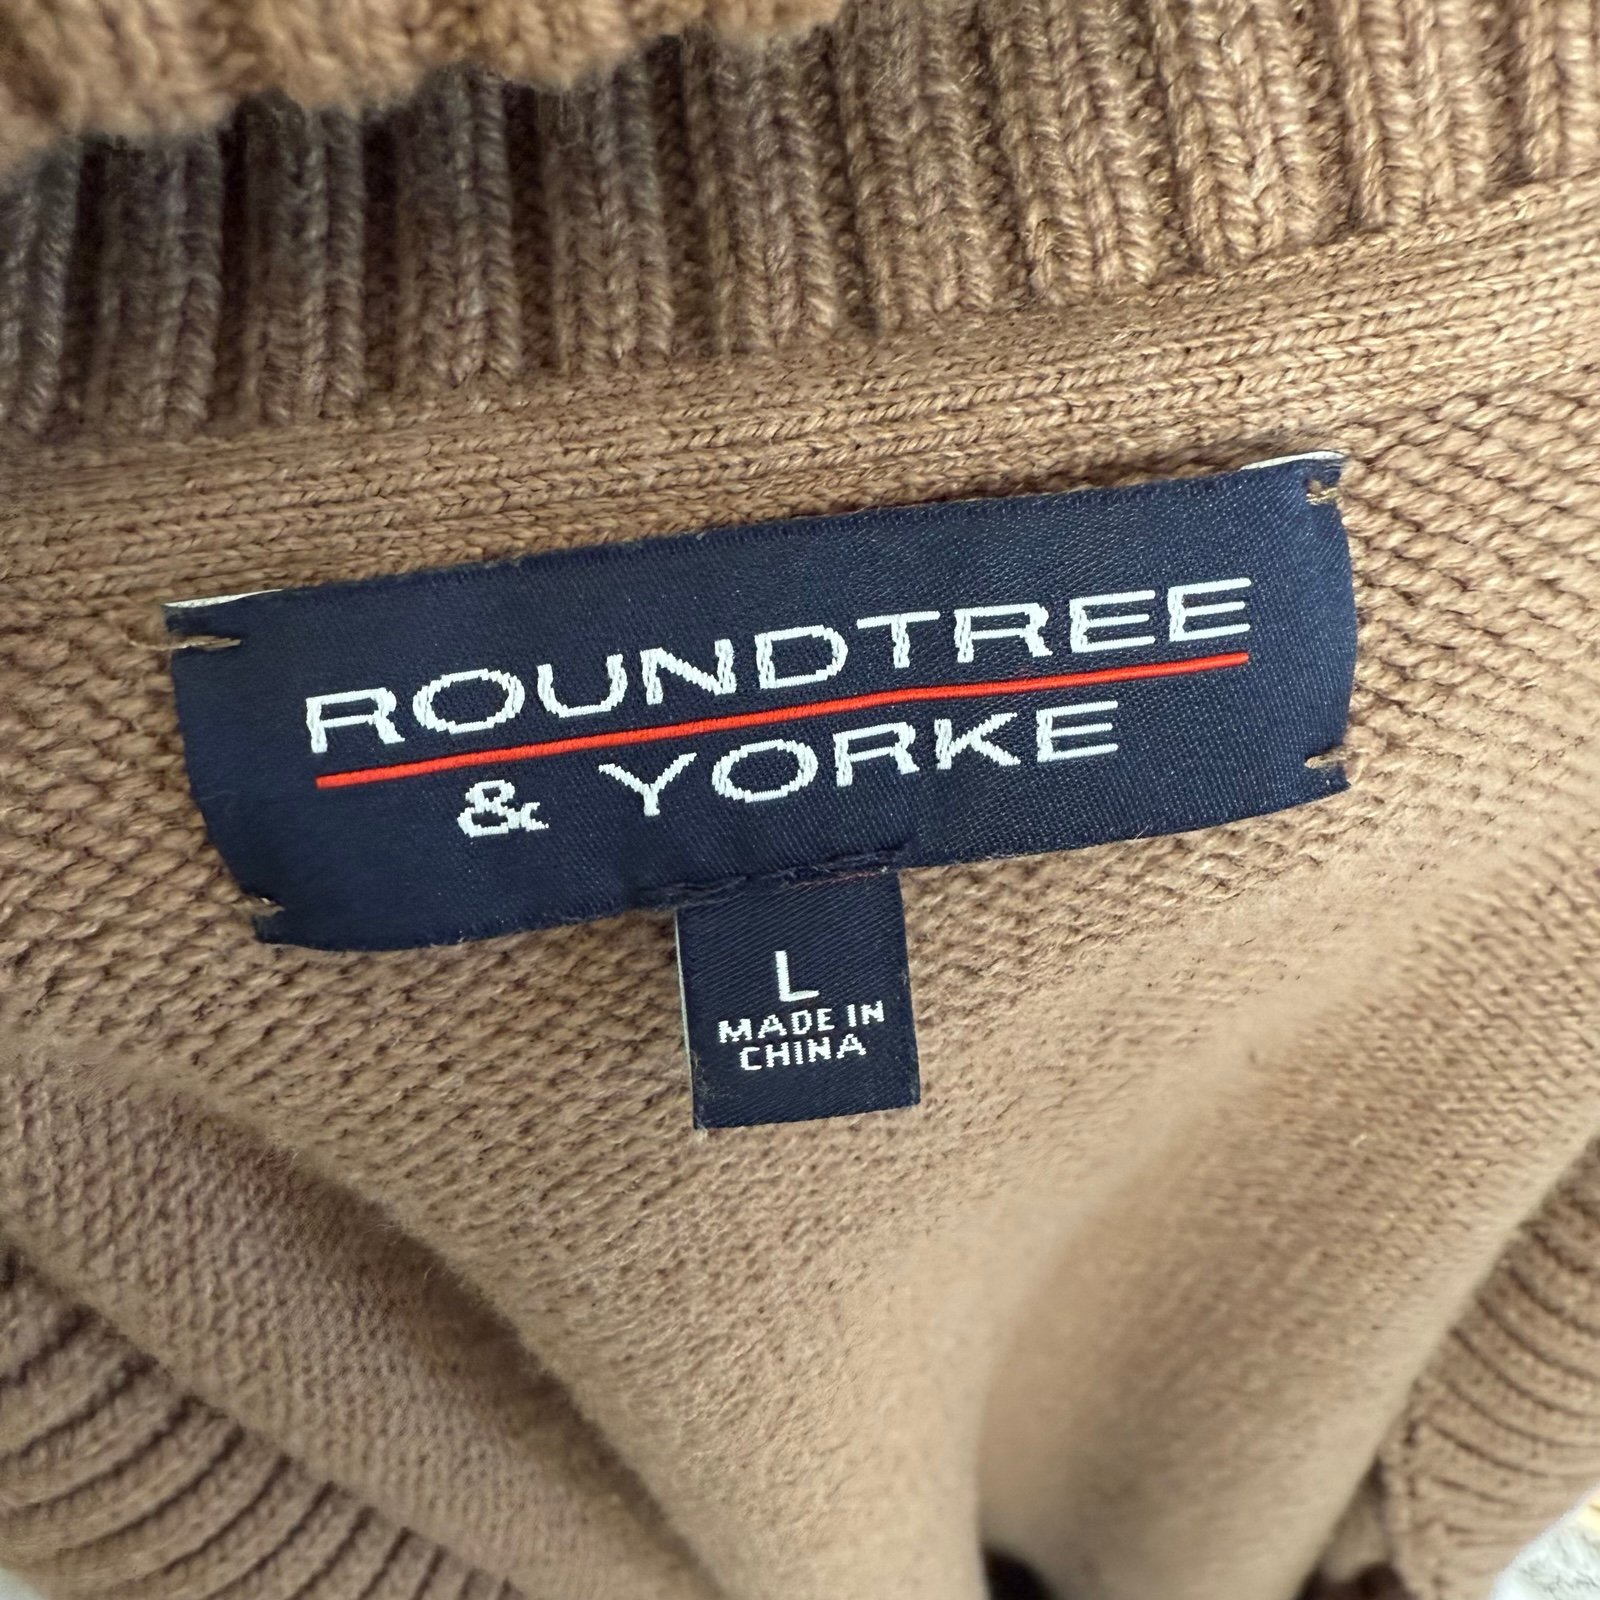 ROUNDTREE
& YORKE
L
MADE IN
CHINA